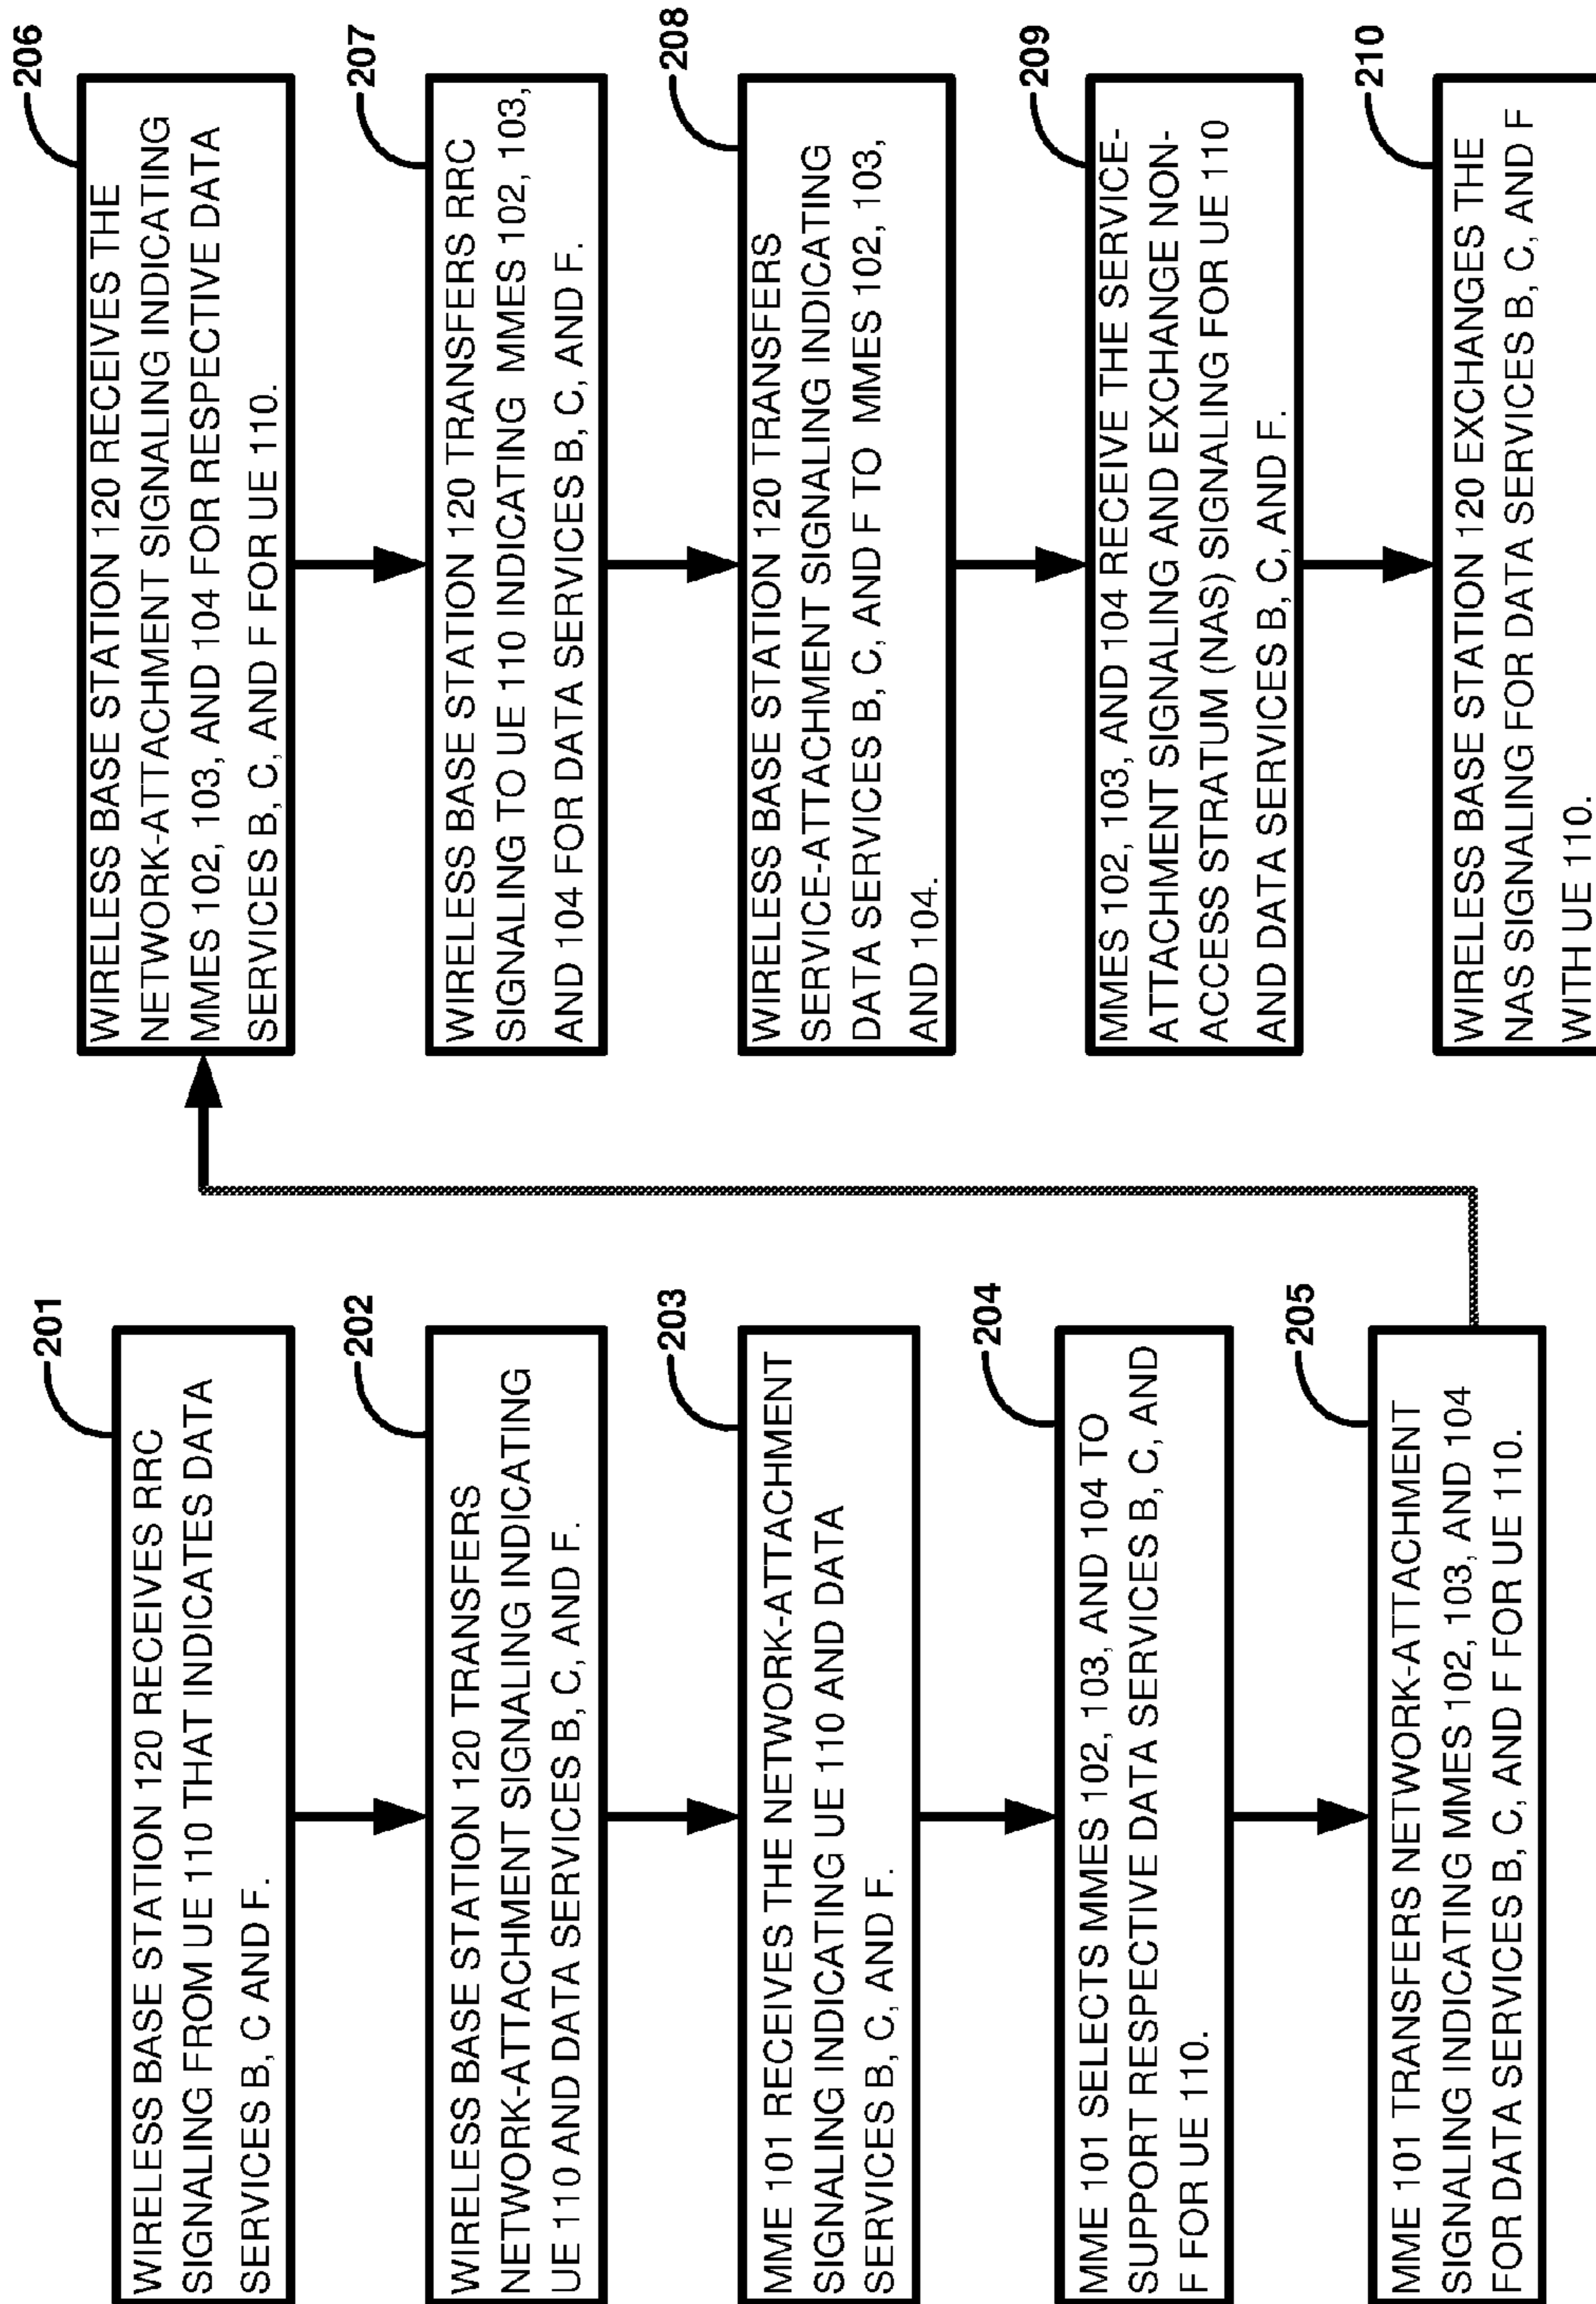 201
WIRELESS BASE STATION 120 RECEIVES RRC
SIGNALING FROM UE 110 THAT INDICATES DATA
SERVICES B, C AND F.
202
WIRELESS BASE STATION 120 TRANSFERS
NETWORK-ATTACHMENT SIGNALING INDICATING
UE 110 AND DATA SERVICES B, C, AND F.
203
MME 101 RECEIVES THE NETWORK-ATTACHMENT
SIGNALING INDICATING UE 110 AND DATA
SERVICES B, C, AND F.
204
MME 101 SELECTS MMES 102, 103, AND 104 TO
SUPPORT RESPECTIVE DATA SERVICES B, C, AND
F FOR UE 110.
205
MME 101 TRANSFERS NETWORK-ATTACHMENT
SIGNALING INDICATING MMES 102, 103, AND 104
FOR DATA SERVICES B, C, AND F FOR UE 110.
206
WIRELESS BASE STATION 120 RECEIVES THE
NETWORK-ATTACHMENT SIGNALING INDICATING
MMES 102, 103, AND 104 FOR RESPECTIVE DATA
SERVICES B, C, AND F FOR UE 110.
207
WIRELESS BASE STATION 120 TRANSFERS RRC
SIGNALING TO UE 110 INDICATING MMES 102, 103,
AND 104 FOR DATA SERVICES B, C, AND F.
208
WIRELESS BASE STATION 120 TRANSFERS
SERVICE-ATTACHMENT SIGNALING INDICATING
DATA SERVICES B, C, AND F TO MMES 102, 103,
AND 104.
209
MMES 102, 103, AND 104 RECEIVE THE SERVICE-
ATTACHMENT SIGNALING AND EXCHANGE NON-
ACCESS STRATUM (NAS) SIGNALING FOR UE 110
AND DATA SERVICES B, C, AND F.
210
WIRELESS BASE STATION 120 EXCHANGES THE
NAS SIGNALING FOR DATA SERVICES B, C, AND F
WITH UE 110.